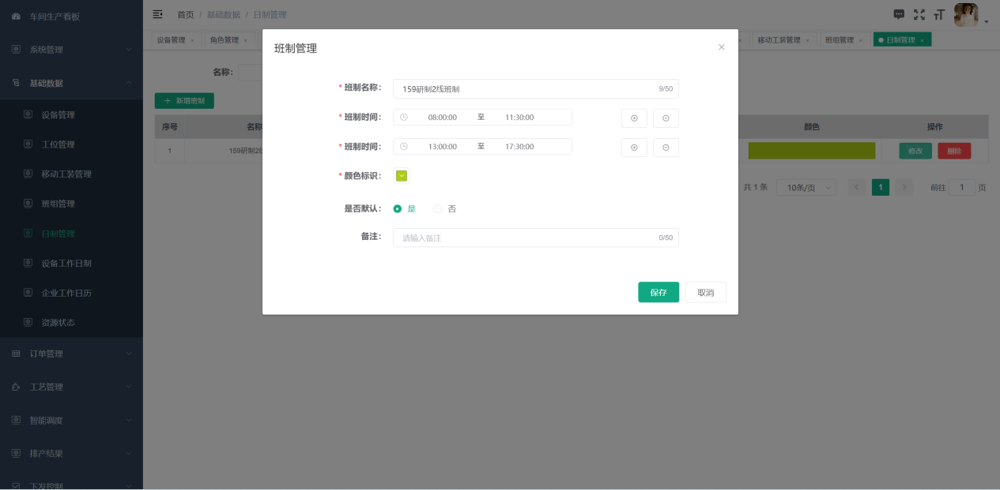 车间生产看板
首页 / 基础数据 / 日制管理
设备管理 ×
角色管理 ×
移动工装管理 ×
班组管理 ×
日制管理 ×
系统管理
基础数据
设备管理
工位管理
移动工装管理
班组管理
日制管理
设备工作日制
企业工作日历
资源状态
订单管理
工艺管理
智能调度
排产结果
下发控制
名称:
+ 新增班制
序号 名称 颜色 操作
1 159研制2 修改 删除
共 1 条 10条/页 < 1 > 前往 1 页
班制管理 ×
* 班制名称: 159研制2线班制 9/50
* 班制时间: 08:00:00 至 11:30:00
* 班制时间: 13:00:00 至 17:30:00
* 颜色标识:
是否默认: 是 否
备注: 请输入备注 0/50
保存 取消